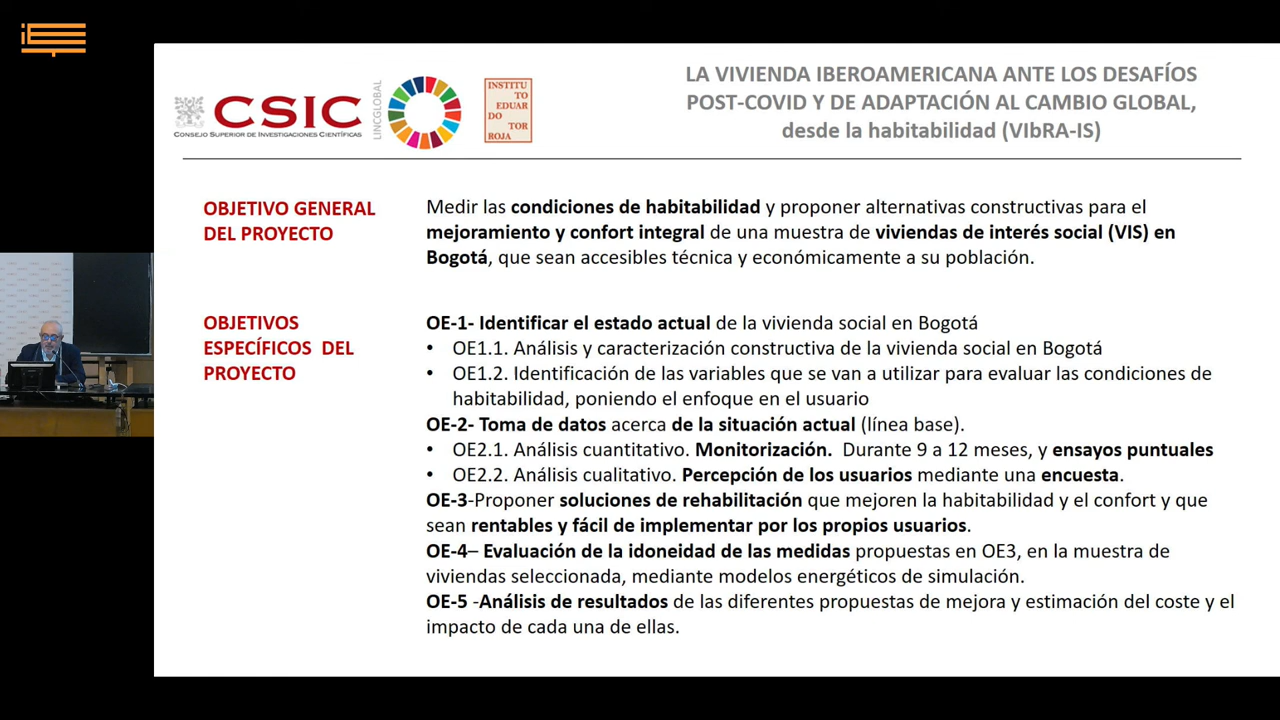 CSIC
CONSEJO SUPERIOR DE INVESTIGACIONES CIENTÍFICAS
LINCGLOBAL
INSTITU
TO
EDUAR
DO TOR
ROJA
LA VIVIENDA IBEROAMERICANA ANTE LOS DESAFÍOS
POST-COVID Y DE ADAPTACIÓN AL CAMBIO GLOBAL,
desde la habitabilidad (VIbRA-IS)
OBJETIVO GENERAL
DEL PROYECTO
Medir las condiciones de habitabilidad y proponer alternativas constructivas para el
mejoramiento y confort integral de una muestra de viviendas de interés social (VIS) en
Bogotá, que sean accesibles técnica y económicamente a su población.
OBJETIVOS
ESPECÍFICOS DEL
PROYECTO
OE-1- Identificar el estado actual de la vivienda social en Bogotá
• OE1.1. Análisis y caracterización constructiva de la vivienda social en Bogotá
• OE1.2. Identificación de las variables que se van a utilizar para evaluar las condiciones de
habitabilidad, poniendo el enfoque en el usuario
OE-2- Toma de datos acerca de la situación actual (línea base).
• OE2.1. Análisis cuantitativo. Monitorización. Durante 9 a 12 meses, y ensayos puntuales
• OE2.2. Análisis cualitativo. Percepción de los usuarios mediante una encuesta.
OE-3-Proponer soluciones de rehabilitación que mejoren la habitabilidad y el confort y que
sean rentables y fácil de implementar por los propios usuarios.
OE-4– Evaluación de la idoneidad de las medidas propuestas en OE3, en la muestra de
viviendas seleccionada, mediante modelos energéticos de simulación.
OE-5 -Análisis de resultados de las diferentes propuestas de mejora y estimación del coste y el
impacto de cada una de ellas.